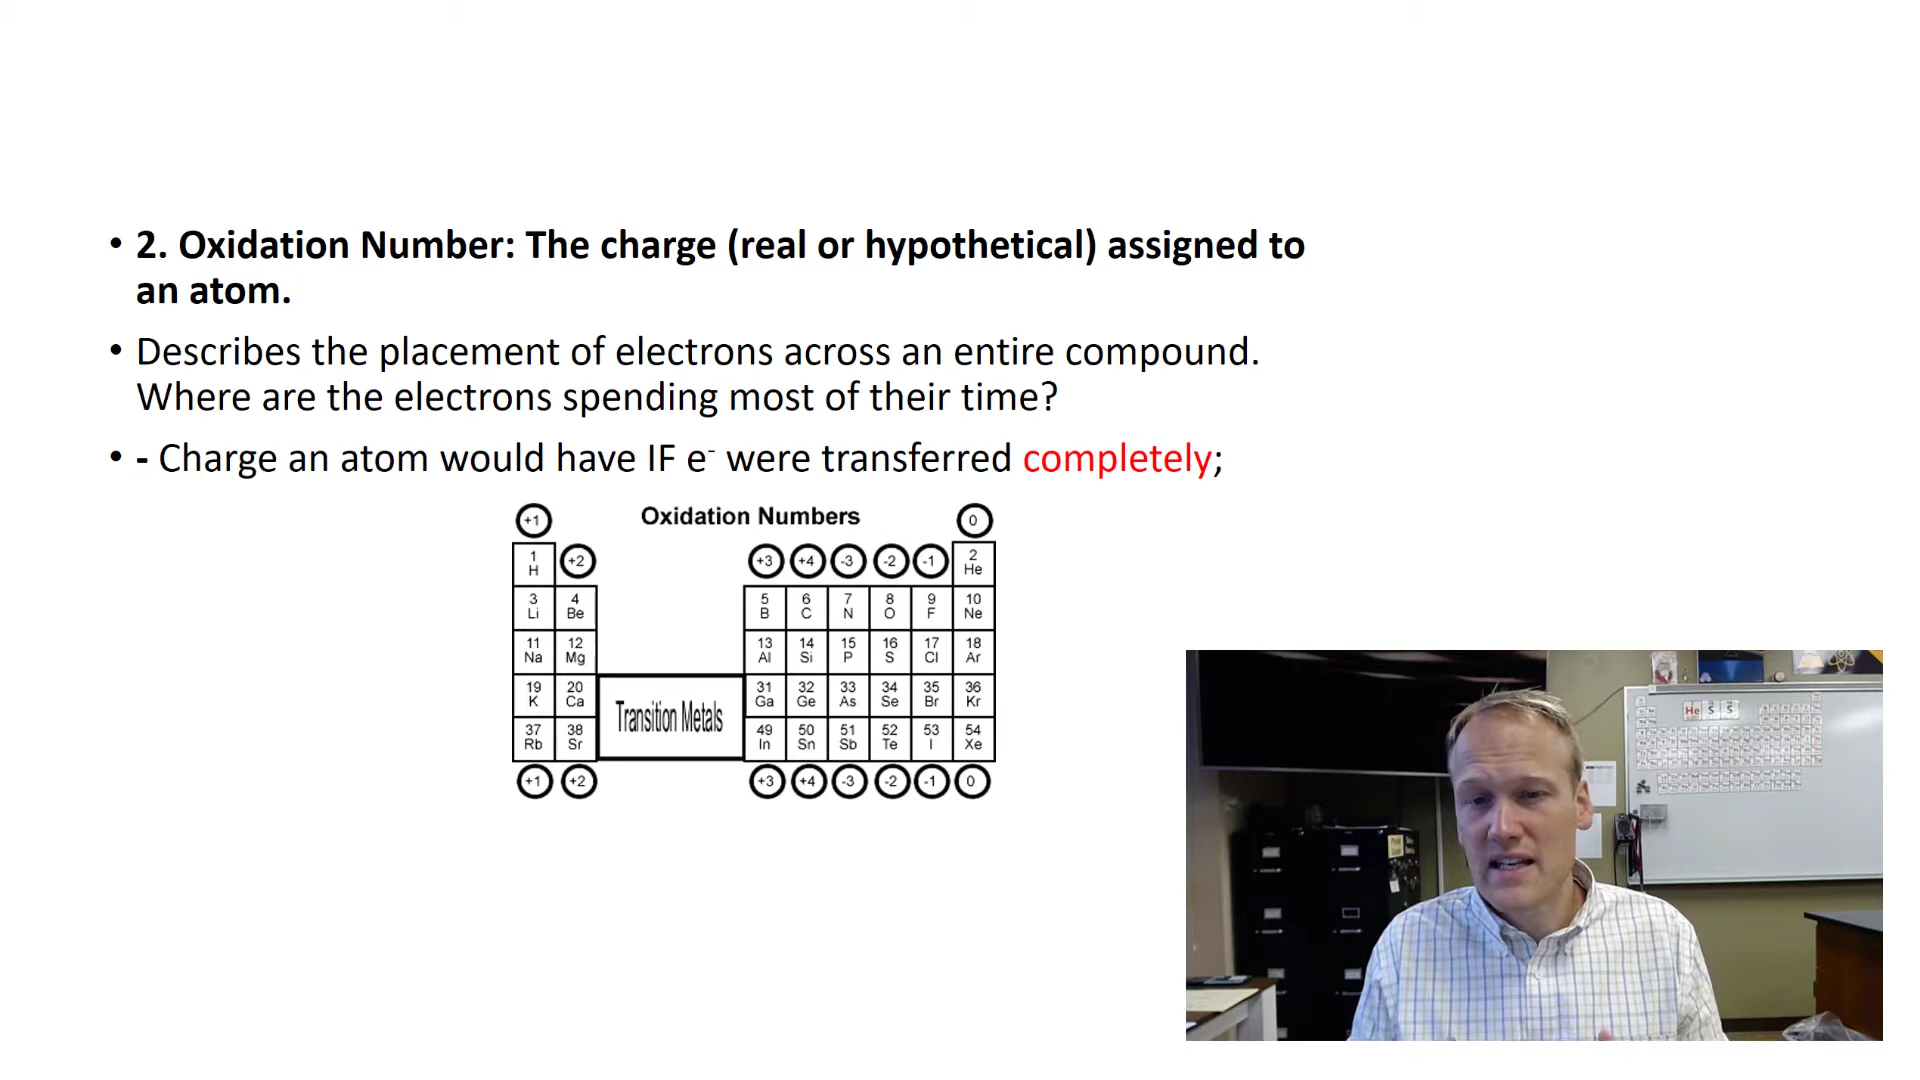 • 2. Oxidation Number: The charge (real or hypothetical) assigned to
an atom.
• Describes the placement of electrons across an entire compound.
Where are the electrons spending most of their time?
• - Charge an atom would have IF e⁻ were transferred completely;
Oxidation Numbers
+1 0
+2 +3 +4 -3 -2 -1
1 2
H He
3 4 5 6 7 8 9 10
Li Be B C N O F Ne
11 12 13 14 15 16 17 18
Na Mg Al Si P S Cl Ar
19 20 31 32 33 34 35 36
K Ca Ga Ge As Se Br Kr
Transition Metals
37 38 49 50 51 52 53 54
Rb Sr In Sn Sb Te I Xe
+1 +2 +3 +4 -3 -2 -1 0
He S S